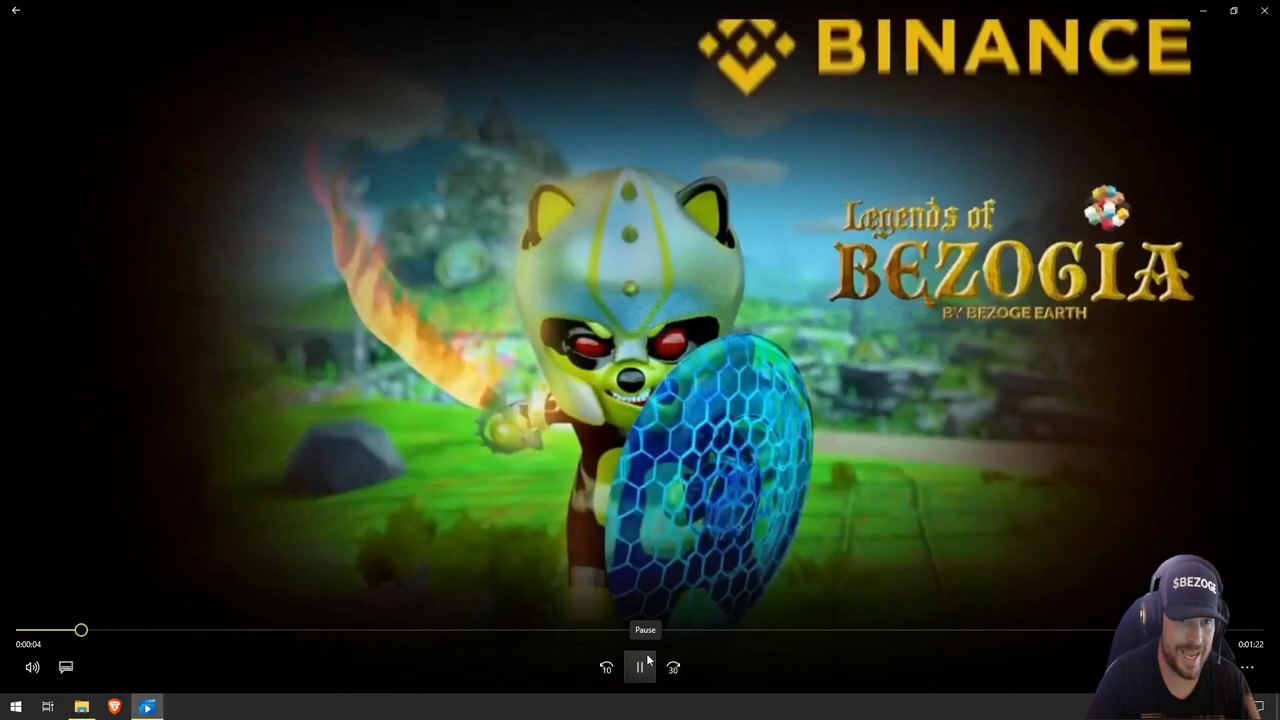 BINANCE
Legends of
BEZOGIA
BY BEZOGE EARTH
Pause
0:00:04
0:01:22
10
30
$BEZOGE